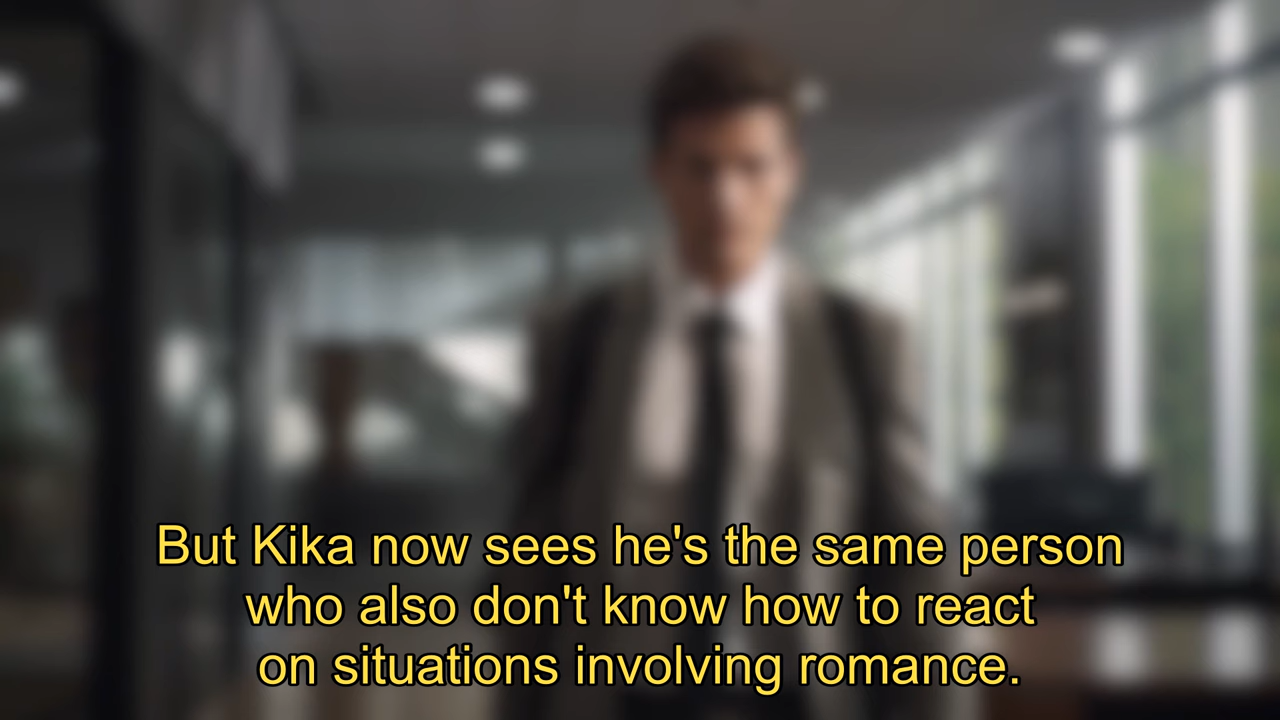 But Kika now sees he's the same person
who also don't know how to react
on situations involving romance.